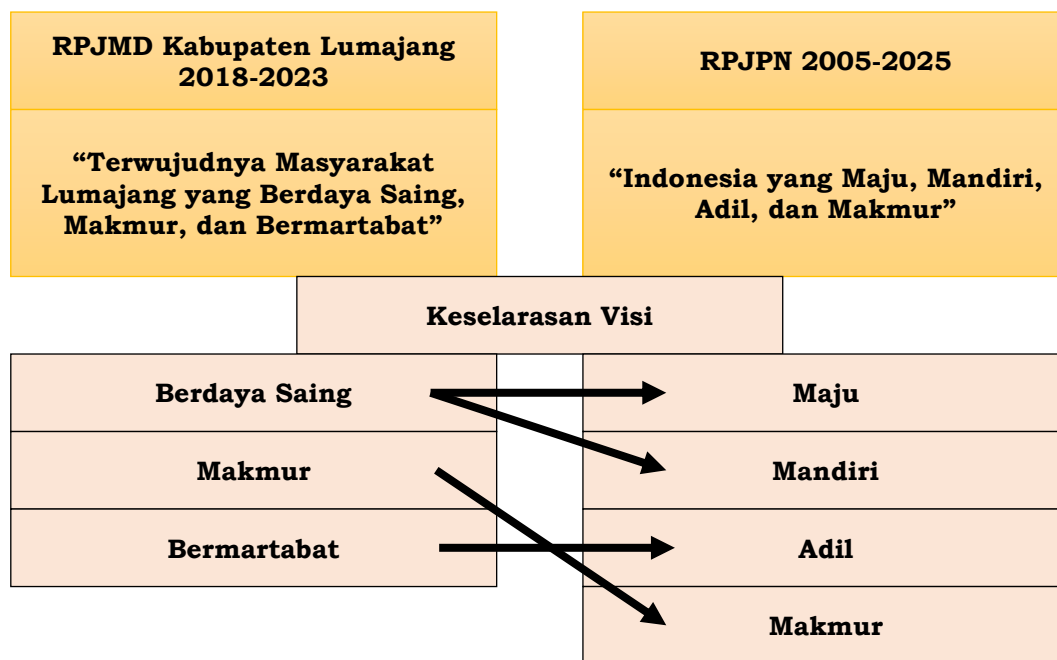 RPJMD Kabupaten Lumajang
2018-2023
RPJPN 2005-2025
“Terwujudnya Masyarakat
Lumajang yang Berdaya Saing,
Makmur, dan Bermartabat”
“Indonesia yang Maju, Mandiri,
Adil, dan Makmur”
Keselarasan Visi
Berdaya Saing
Maju
Makmur
Mandiri
Bermartabat
Adil
Makmur